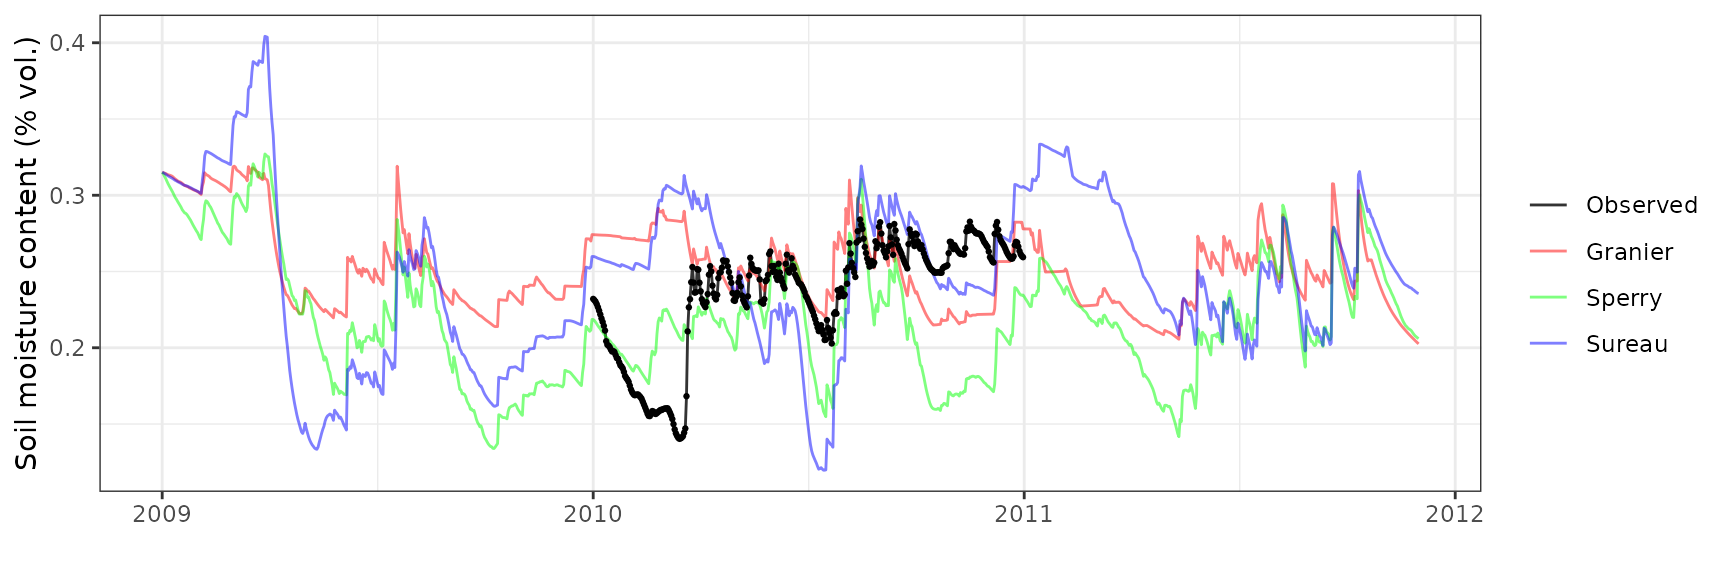 Soil moisture content (% vol.)
0.4
0.3
0.2
2009
2010
2011
2012
Observed
Granier
Sperry
Sureau